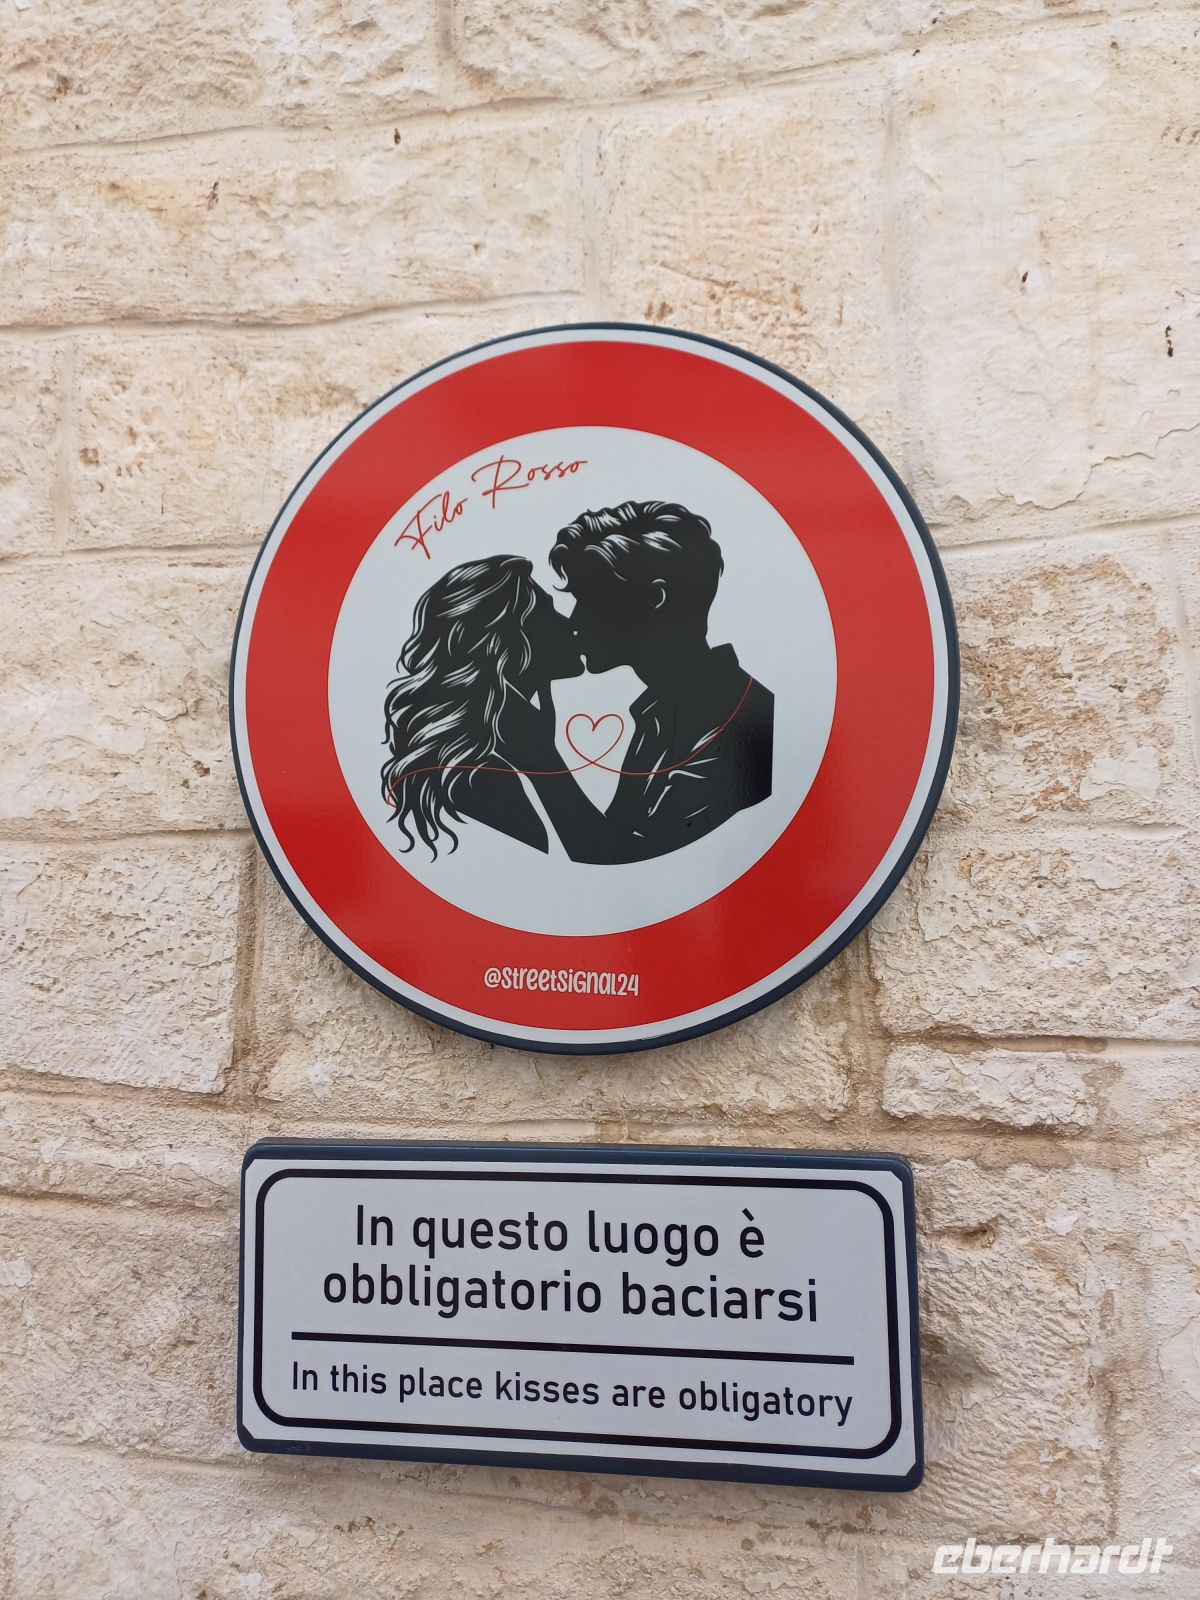 Filo Rosso
@streetsignal24
In questo luogo è
obbligatorio baciarsi
In this place kisses are obligatory
eberhardt